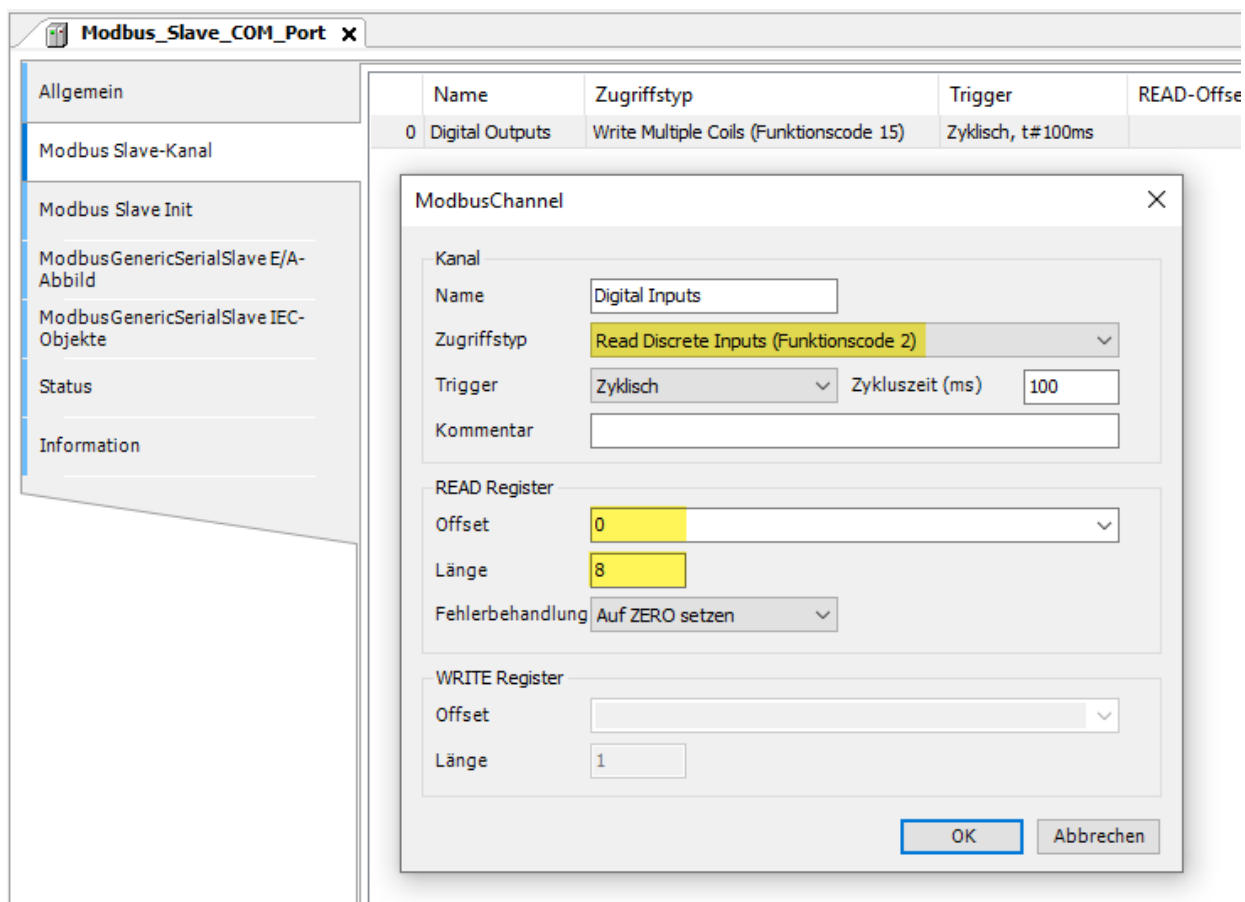 Modbus_Slave_COM_Port
Allgemein
Modbus Slave-Kanal
Modbus Slave Init
ModbusGenericSerialSlave E/A-
Abbild
ModbusGenericSerialSlave IEC-
Objekte
Status
Information
Name Zugriffstyp Trigger READ-Offse
0 Digital Outputs Write Multiple Coils (Funktionscode 15) Zyklisch, t#100ms
ModbusChannel
Kanal
Name Digital Inputs
Zugriffstyp Read Discrete Inputs (Funktionscode 2)
Trigger Zyklisch Zykluszeit (ms) 100
Kommentar
READ Register
Offset 0
Länge 8
Fehlerbehandlung Auf ZERO setzen
WRITE Register
Offset
Länge 1
OK Abbrechen